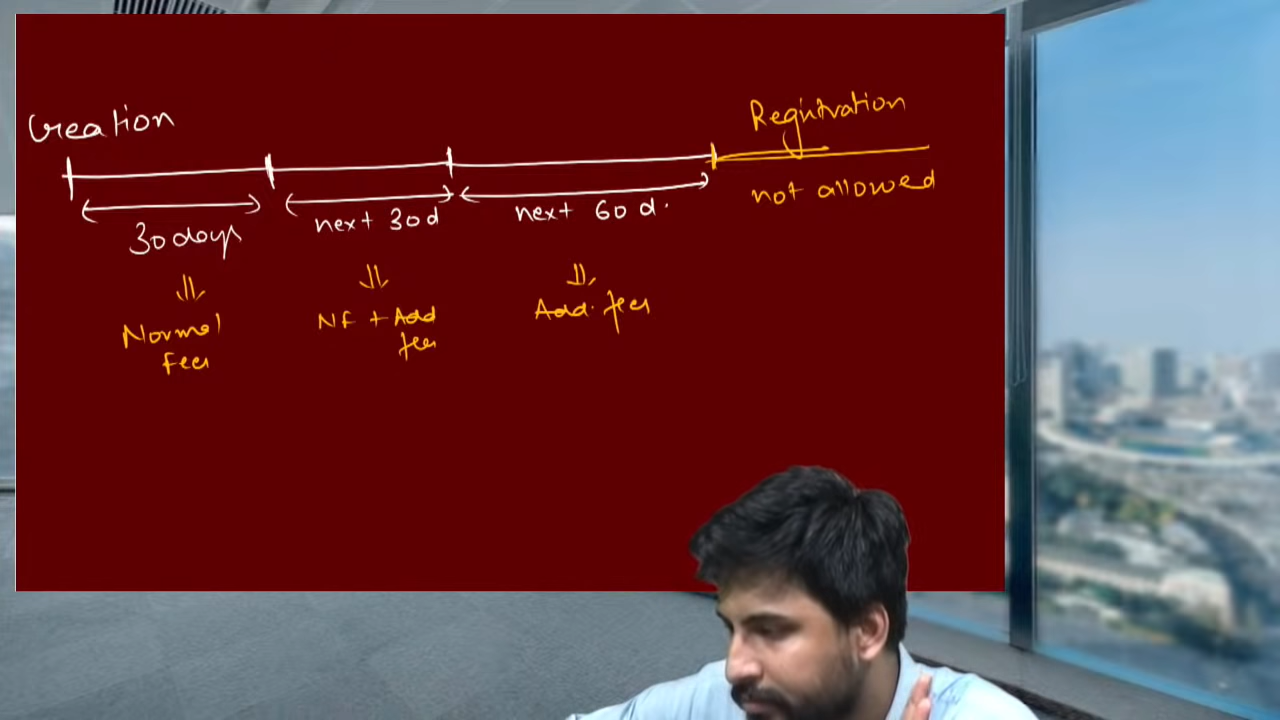 Creation
Registration
not allowed
30 days
next 30 d
next 60 d.
Normal
fees
NF + Add
fees
Add. fees